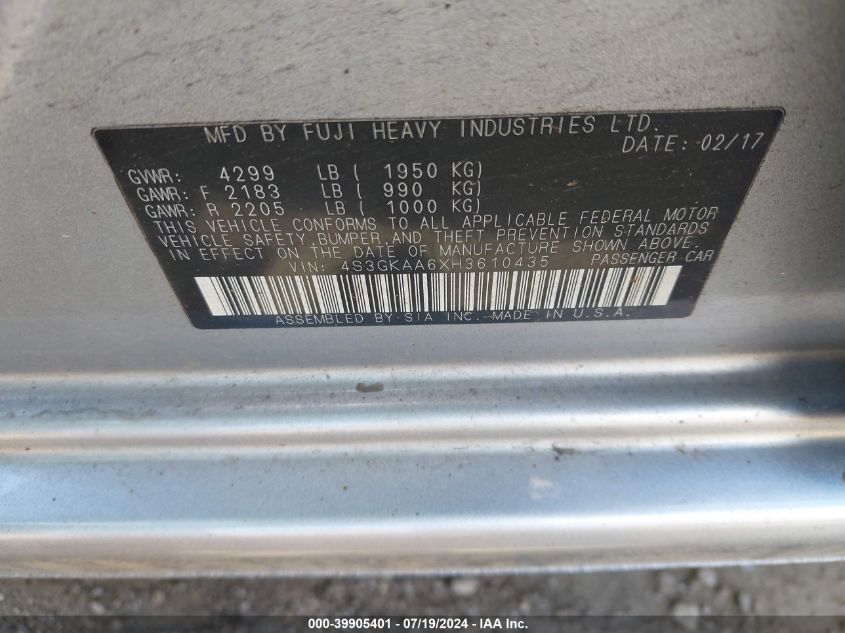 MFD BY FUJI HEAVY INDUSTRIES LTD.
DATE: 02/17
GVWR: 4299 LB ( 1950 KG)
GAWR: F 2183 LB ( 990 KG)
GAWR: R 2205 LB ( 1000 KG)
THIS VEHICLE CONFORMS TO ALL APPLICABLE FEDERAL MOTOR
VEHICLE SAFETY BUMPER, AND THEFT PREVENTION STANDARDS
IN EFFECT ON THE DATE OF MANUFACTURE SHOWN ABOVE.
VIN: 4S3GKAA6XH3610435 PASSENGER CAR
ASSEMBLED BY SIA INC. MADE IN U.S.A.
000-39905401 - 07/19/2024 - IAA Inc.